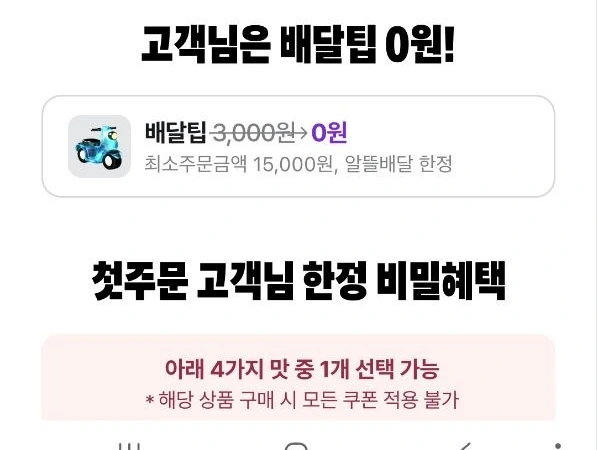 고객님은 배달팁 0원!
배달팁 3,000원→0원
최소주문금액 15,000원, 알뜰배달 한정
첫주문 고객님 한정 비밀혜택
아래 4가지 맛 중 1개 선택 가능
* 해당 상품 구매 시 모든 쿠폰 적용 불가